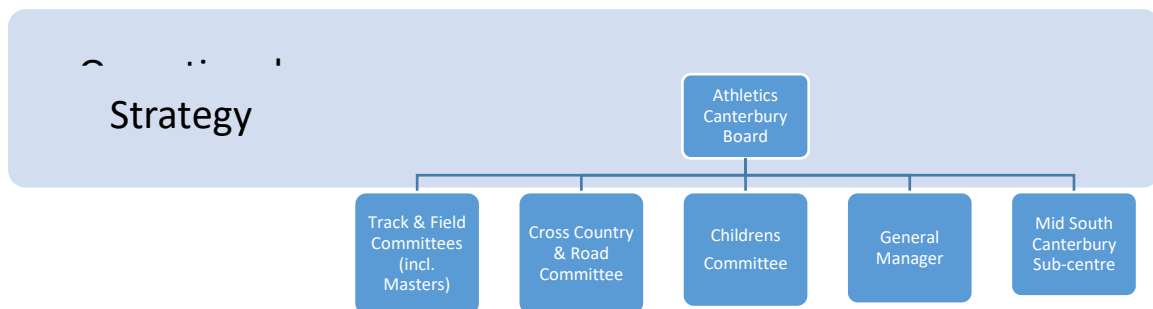 Strategy
Athletics
Canterbury
Board
Track & Field
Committees
(incl.
Masters)
Cross Country
& Road
Committee
Childrens
Committee
General
Manager
Mid South
Canterbury
Sub-centre